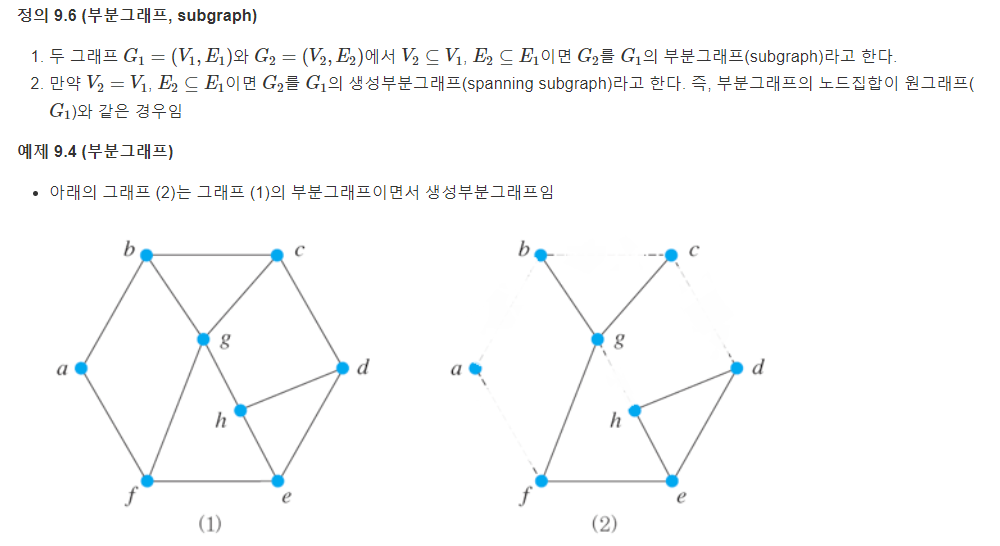 정의 9.6 (부분그래프, subgraph)
1. 두 그래프 G₁ = (V₁, E₁)와 G₂ = (V₂, E₂)에서 V₂ ⊆ V₁, E₂ ⊆ E₁이면 G₂를 G₁의 부분그래프(subgraph)라고 한다.
2. 만약 V₂ = V₁, E₂ ⊆ E₁이면 G₂를 G₁의 생성부분그래프(spanning subgraph)라고 한다. 즉, 부분그래프의 노드집합이 원그래프(
G₁)와 같은 경우임
예제 9.4 (부분그래프)
• 아래의 그래프 (2)는 그래프 (1)의 부분그래프이면서 생성부분그래프임
b c b c
g g
a d a d
h h
f e f e
(1) (2)